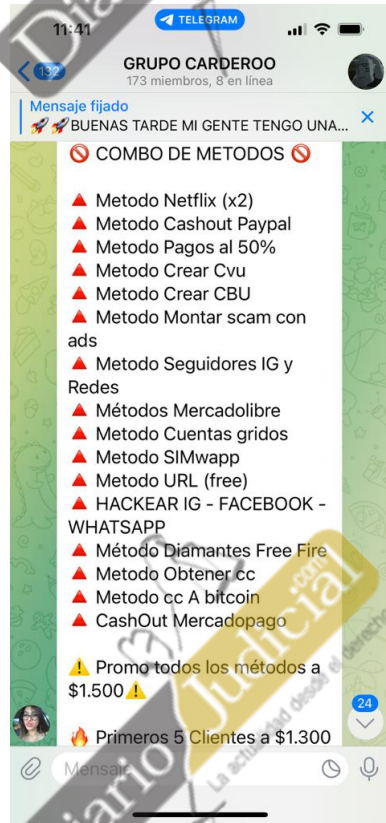 11:41
TELEGRAM
132
GRUPO CARDEROO
173 miembros, 8 en línea
Mensaje fijado
🚀🚀BUENAS TARDE MI GENTE TENGO UNA...
🚫 COMBO DE METODOS 🚫
🔺 Metodo Netflix (x2)
🔺 Metodo Cashout Paypal
🔺 Metodo Pagos al 50%
🔺 Metodo Crear Cvu
🔺 Metodo Crear CBU
🔺 Metodo Montar scam con
ads
🔺 Metodo Seguidores IG y
Redes
🔺 Métodos Mercadolibre
🔺 Metodo Cuentas gridos
🔺 Metodo SIMwapp
🔺 Metodo URL (free)
🔺 HACKEAR IG - FACEBOOK -
WHATSAPP
🔺 Método Diamantes Free Fire
🔺 Metodo Obtener cc
🔺 Metodo cc A bitcoin
🔺 CashOut Mercadopago
⚠️ Promo todos los métodos a
$1.500⚠️
24
🔥 Primeros 5 Clientes a $1.300
Mensaje
Diario Judicial.com
La actualidad desde el derecho